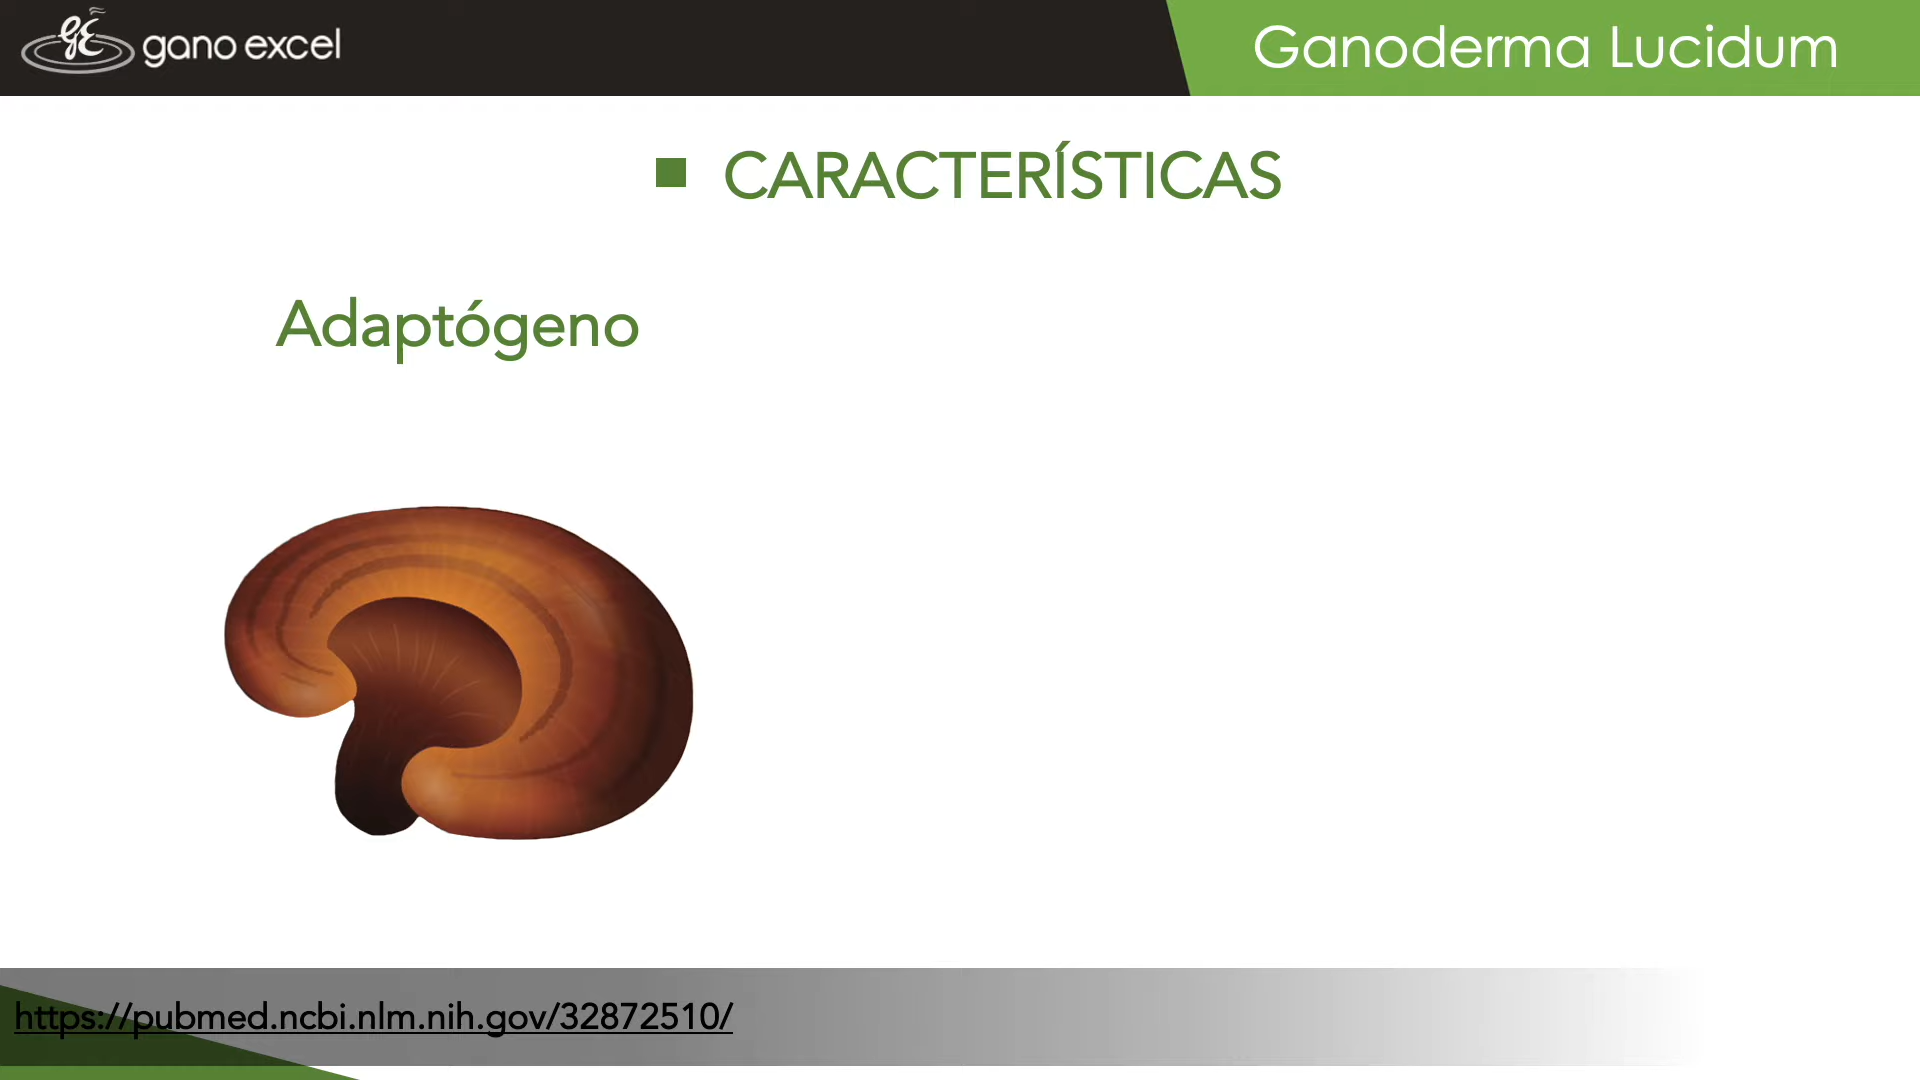 gano excel
Ganoderma Lucidum
CARACTERÍSTICAS
Adaptógeno
https://pubmed.ncbi.nlm.nih.gov/32872510/